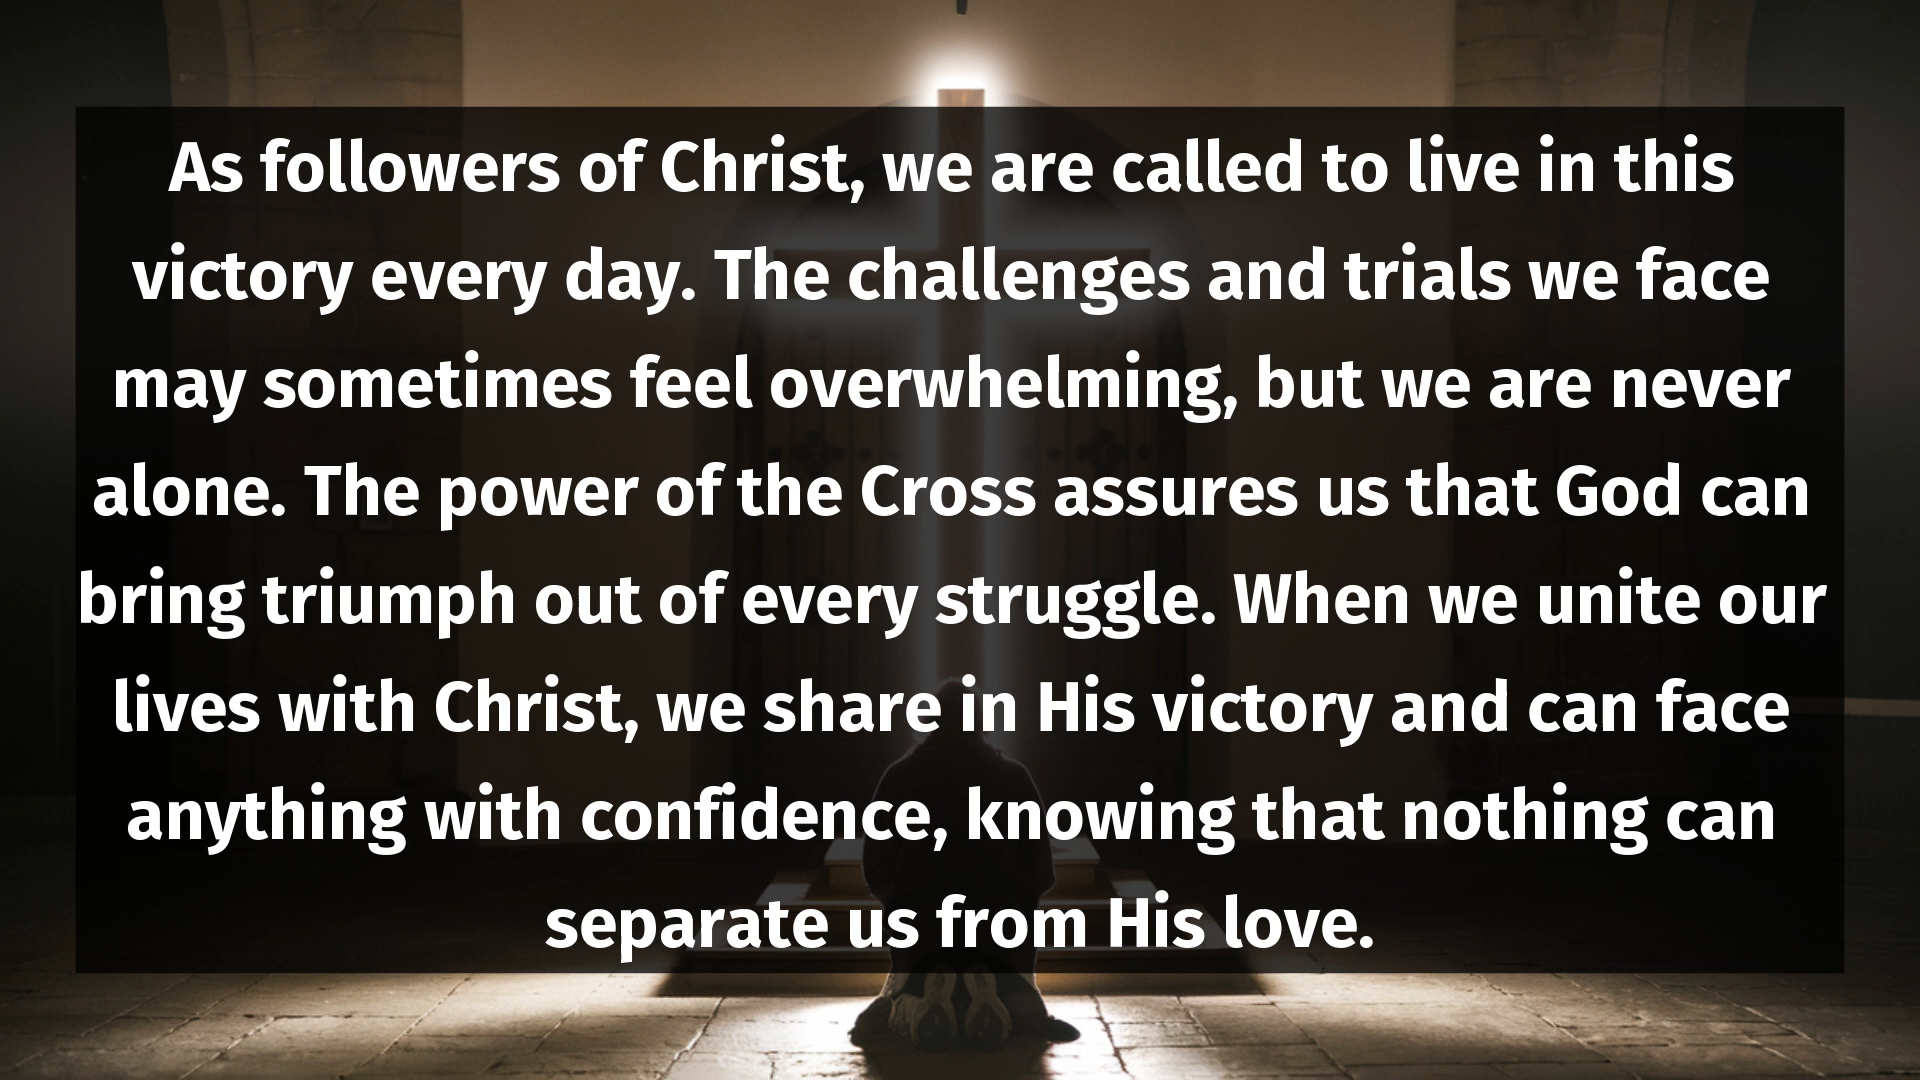 As followers of Christ, we are called to live in this
victory every day. The challenges and trials we face
may sometimes feel overwhelming, but we are never
alone. The power of the Cross assures us that God can
bring triumph out of every struggle. When we unite our
lives with Christ, we share in His victory and can face
anything with confidence, knowing that nothing can
separate us from His love.